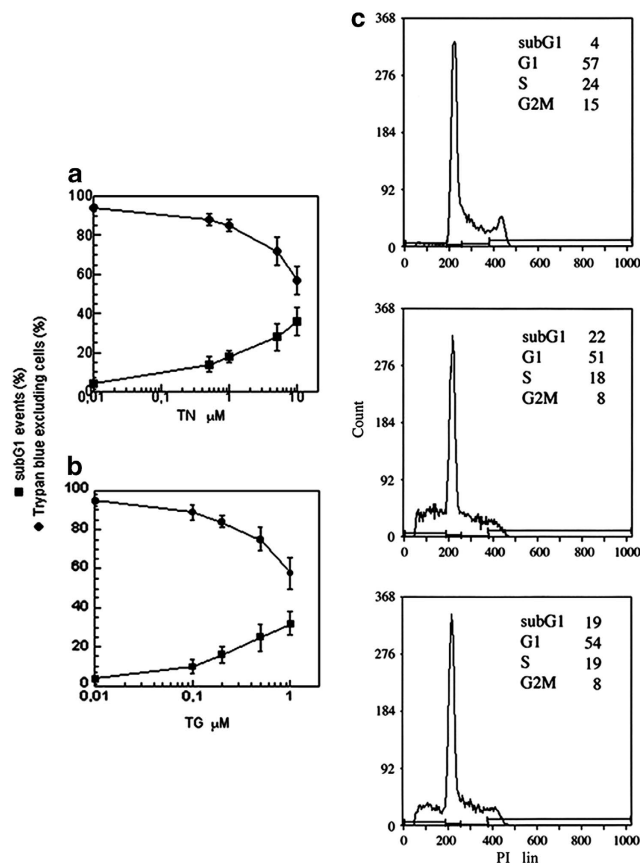 a
100
80
60
40
20
0
0,01 0,1 1 10
TN µM
b
100
80
60
40
20
0
0,01 0,1 1
TG µM
■ subG1 events (%)
◆ Trypan blue excluding cells (%)
c
368
276
184
92
0
subG1 4
G1 57
S 24
G2M 15
0 200 400 600 800 1000
368
276
184
92
0
subG1 22
G1 51
S 18
G2M 8
0 200 400 600 800 1000
Count
368
276
184
92
0
subG1 19
G1 54
S 19
G2M 8
0 200 400 600 800 1000
PI lin